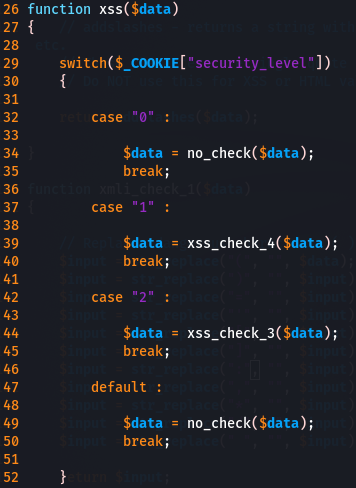 26 function xss($data)
27 {
28
29 switch($_COOKIE["security_level"])
30 {
31
32 case "0" :
33
34 $data = no_check($data);
35 break;
36
37 case "1" :
38
39 $data = xss_check_4($data);
40 break;
41
42 case "2" :
43
44 $data = xss_check_3($data);
45 break;
46
47 default :
48
49 $data = no_check($data);
50 break;
51
52 }